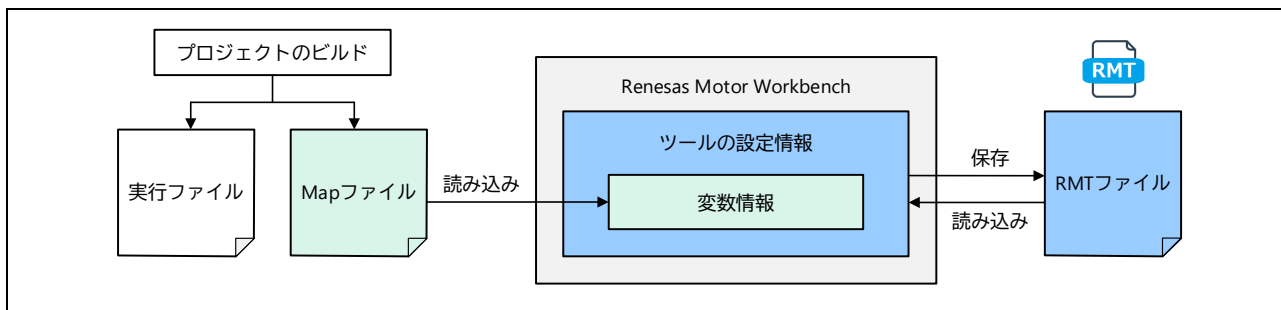 プロジェクトのビルド
実行ファイル
Mapファイル
読み込み
Renesas Motor Workbench
ツールの設定情報
変数情報
保存
読み込み
RMT
RMTファイル